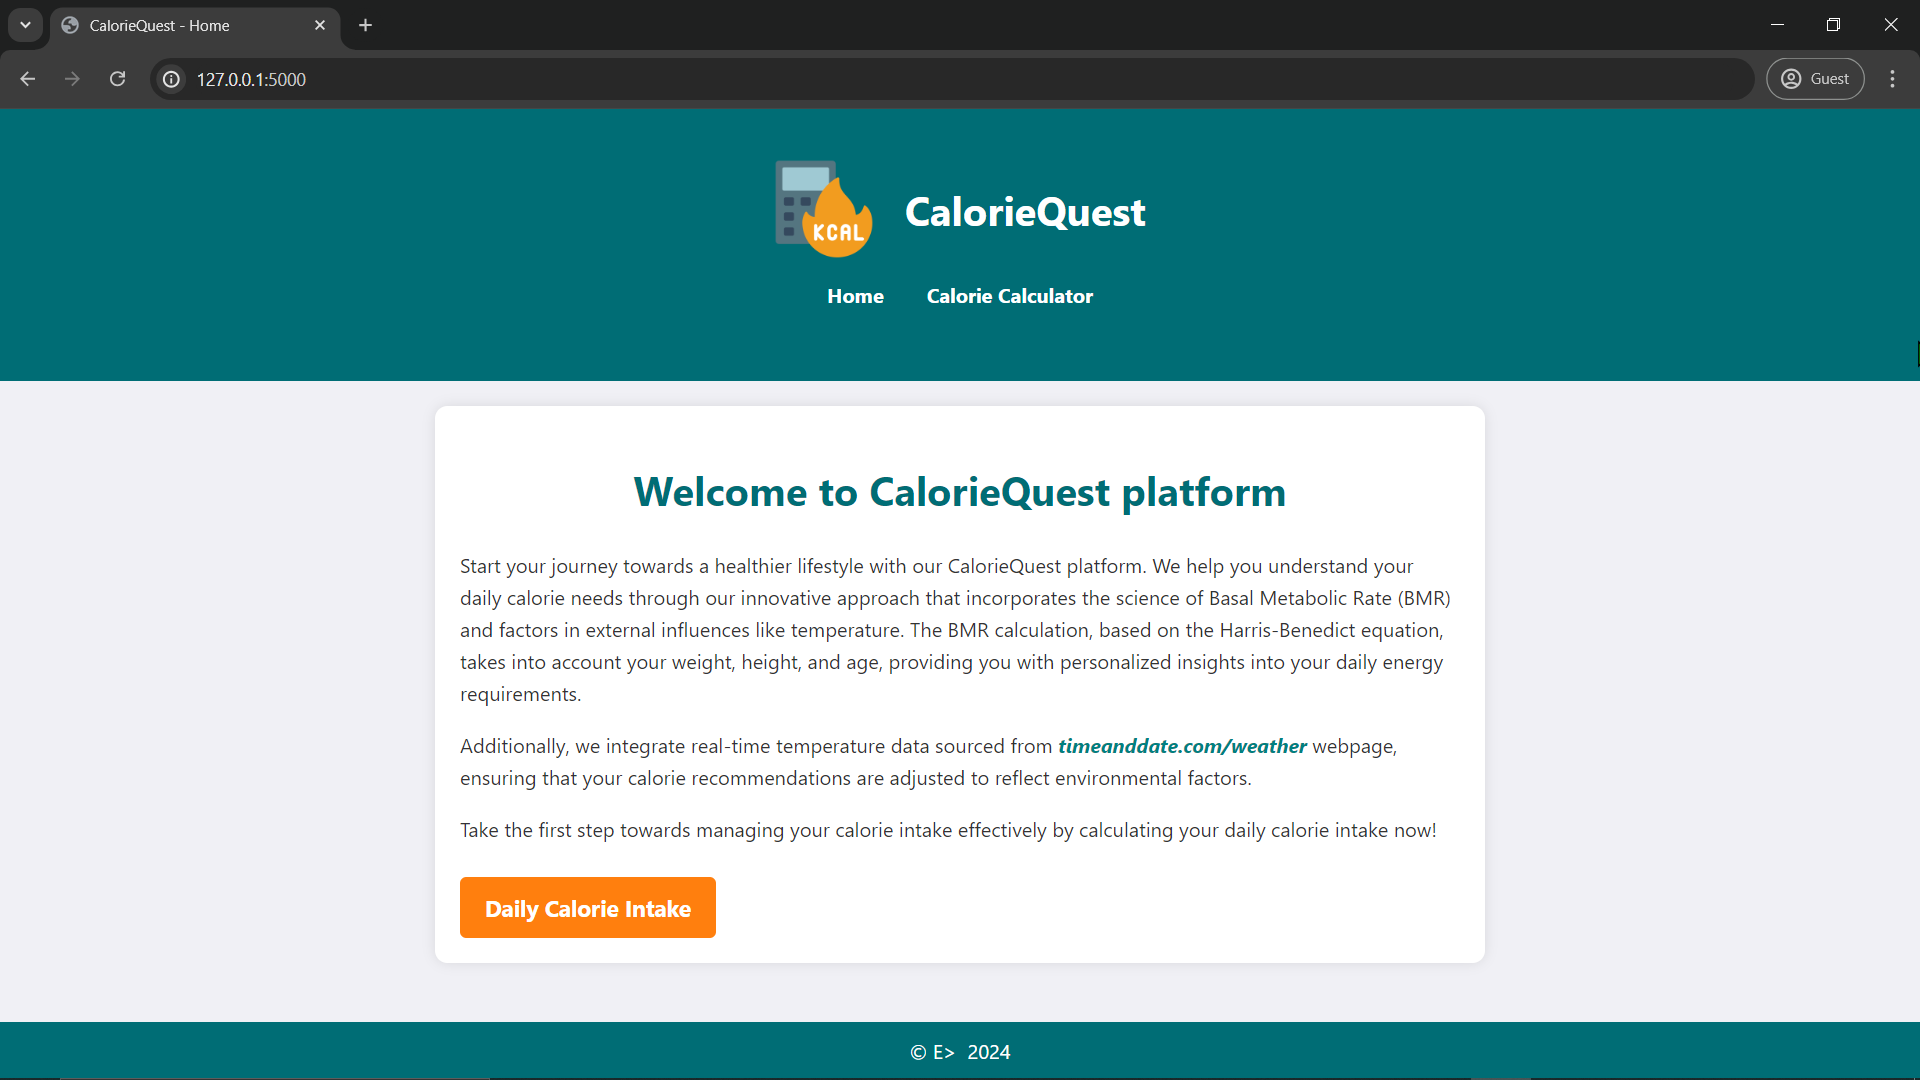 CalorieQuest - Home
127.0.0.1:5000
Guest
KCAL
CalorieQuest
Home Calorie Calculator
Welcome to CalorieQuest platform
Start your journey towards a healthier lifestyle with our CalorieQuest platform. We help you understand your
daily calorie needs through our innovative approach that incorporates the science of Basal Metabolic Rate (BMR)
and factors in external influences like temperature. The BMR calculation, based on the Harris-Benedict equation,
takes into account your weight, height, and age, providing you with personalized insights into your daily energy
requirements.
Additionally, we integrate real-time temperature data sourced from timeanddate.com/weather webpage,
ensuring that your calorie recommendations are adjusted to reflect environmental factors.
Take the first step towards managing your calorie intake effectively by calculating your daily calorie intake now!
Daily Calorie Intake
© E> 2024